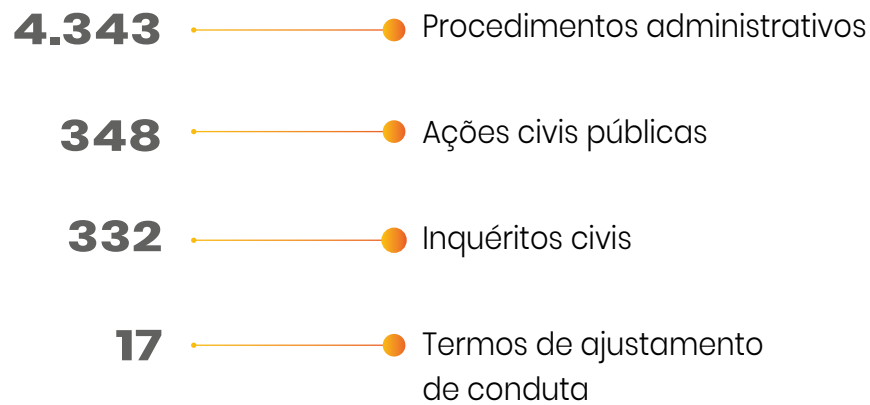 4.343 Procedimentos administrativos
348 Ações civis públicas
332 Inquéritos civis
17 Termos de ajustamento
de conduta